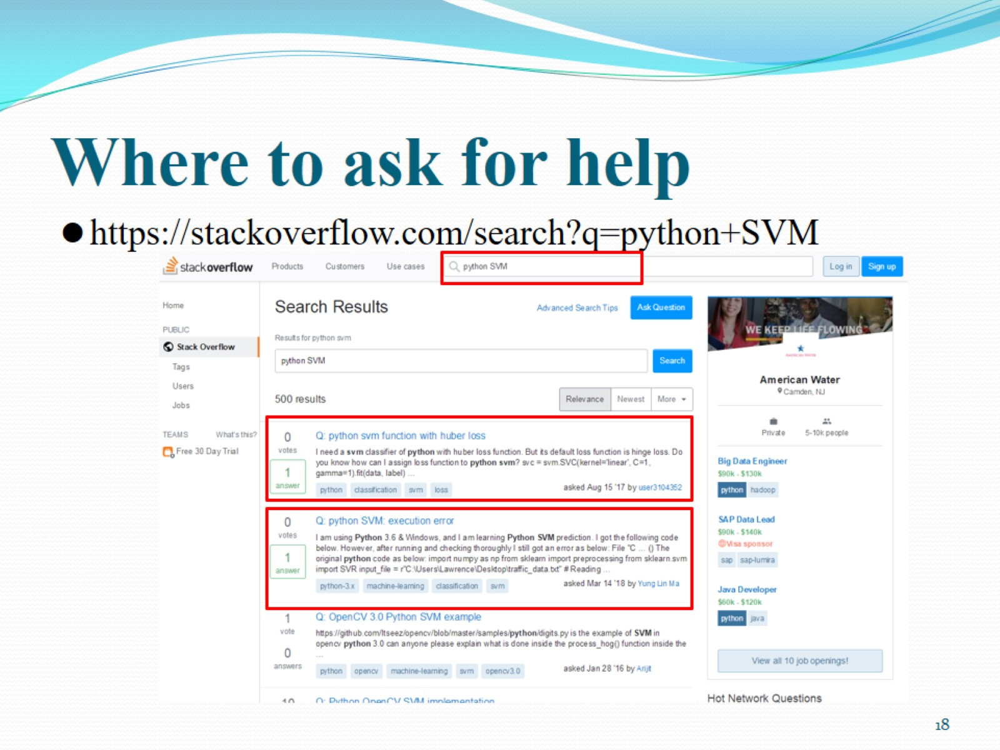 Where to ask for help
●https://stackoverflow.com/search?q=python+SVM
stackoverflow Products Customers Use cases python SVM Log in Sign up
Home
PUBLIC
Stack Overflow
Tags
Users
Jobs
TEAMS What's this?
Free 30 Day Trial
Search Results Advanced Search Tips Ask Question
Results for python svm
python SVM Search
500 results Relevance Newest More
0 votes
1 answer
Q: python svm function with huber loss
I need a svm classifier of python with huber loss function. But its default loss function is hinge loss. Do
you know how can I assign loss function to python svm? svc = svm.SVC(kernel='linear', C=1,
gamma=1).fit(data, label) ...
python classification svm loss
asked Aug 15 '17 by user3104352
0 votes
1 answer
Q: python SVM: execution error
I am using Python 3.6 & Windows, and I am learning Python SVM prediction. I got the following code
below. However, after running and checking thoroughly I still got an error as below: File "C ... () The
original python code as below: import numpy as np from sklearn import preprocessing from sklearn.svm
import SVR input_file = r"C:\Users\Lawrence\Desktop\traffic_data.txt" # Reading ...
python-3.x machine-learning classification svm
asked Mar 14 '18 by Yung Lin Ma
1 vote
0 answers
Q: OpenCV 3.0 Python SVM example
https://github.com/Itseez/opencv/blob/master/samples/python/digits.py is the example of SVM in
opencv python 3.0 can anyone please explain what is done inside the process_hog() function inside the
...
python opencv machine-learning svm opencv3.0
asked Jan 28 '16 by Arijit
10
Q: Python OpenCV SVM implementation
WE KEEP LIFE FLOWING
American Water
Camden, NJ
Private 5-10k people
Big Data Engineer
$90k - $130k
python hadoop
SAP Data Lead
$90k - $140k
Visa sponsor
sap sap-lumira
Java Developer
$60k - $120k
python java
View all 10 job openings!
Hot Network Questions
18